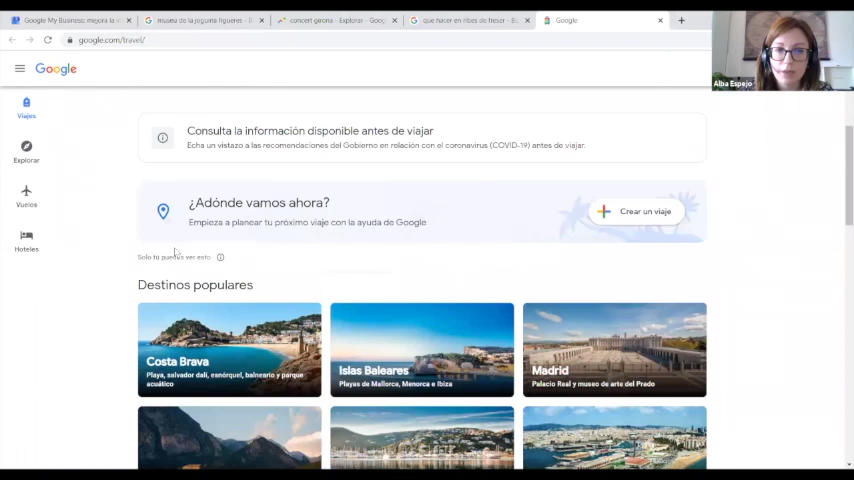 Google My Business: mejora la in
museu de la joguina figueres - B
concert girona - Explorar - Goog
que hacer en ribes de freser - B
Google
google.com/travel/
Alba Espejo
Google
Viajes
Explorar
Vuelos
Hoteles
Consulta la información disponible antes de viajar
Echa un vistazo a las recomendaciones del Gobierno en relación con el coronavirus (COVID-19) antes de viajar.
¿Adónde vamos ahora?
Empieza a planear tu próximo viaje con la ayuda de Google
Crear un viaje
Solo tú puedes ver esto
Destinos populares
Costa Brava
Playa, salvador dalí, esnórquel, balneario y parque
acuático
Islas Baleares
Playas de Mallorca, Menorca e Ibiza
Madrid
Palacio Real y museo de arte del Prado